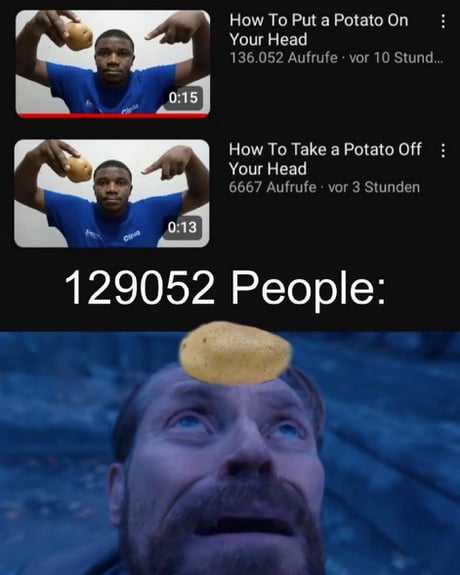 How To Put a Potato On
Your Head
136.052 Aufrufe · vor 10 Stund...
0:15
How To Take a Potato Off
Your Head
6667 Aufrufe · vor 3 Stunden
0:13
129052 People: